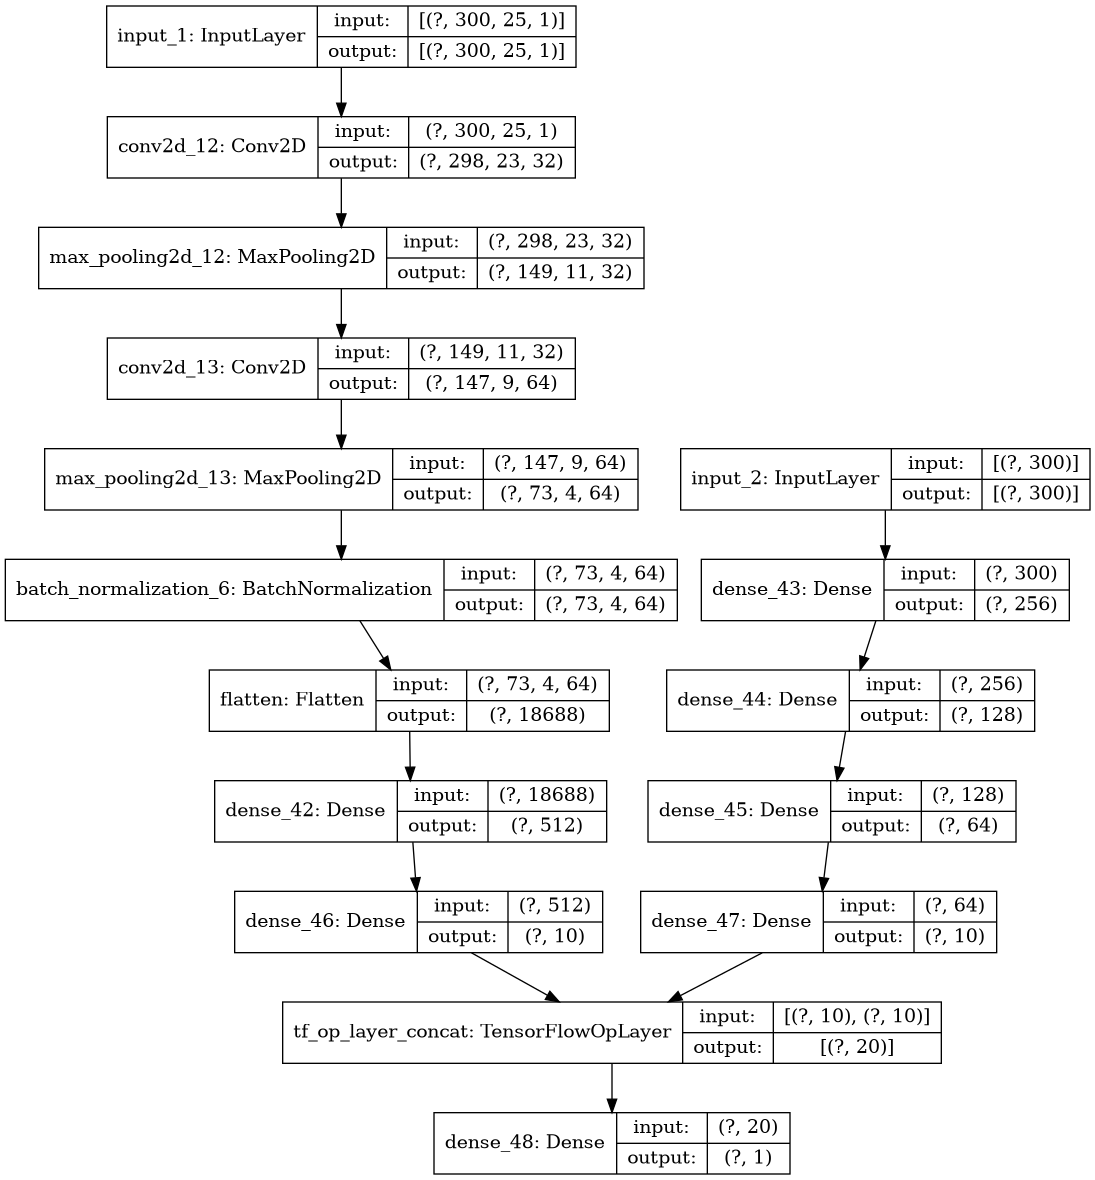 input_1: InputLayer
input:
[(?, 300, 25, 1)]
output:
[(?, 300, 25, 1)]
conv2d_12: Conv2D
input:
(?, 300, 25, 1)
output:
(?, 298, 23, 32)
max_pooling2d_12: MaxPooling2D
input:
(?, 298, 23, 32)
output:
(?, 149, 11, 32)
conv2d_13: Conv2D
input:
(?, 149, 11, 32)
output:
(?, 147, 9, 64)
max_pooling2d_13: MaxPooling2D
input:
(?, 147, 9, 64)
output:
(?, 73, 4, 64)
input_2: InputLayer
input:
[(?, 300)]
output:
[(?, 300)]
batch_normalization_6: BatchNormalization
input:
(?, 73, 4, 64)
output:
(?, 73, 4, 64)
dense_43: Dense
input:
(?, 300)
output:
(?, 256)
flatten: Flatten
input:
(?, 73, 4, 64)
output:
(?, 18688)
dense_44: Dense
input:
(?, 256)
output:
(?, 128)
dense_42: Dense
input:
(?, 18688)
output:
(?, 512)
dense_45: Dense
input:
(?, 128)
output:
(?, 64)
dense_46: Dense
input:
(?, 512)
output:
(?, 10)
dense_47: Dense
input:
(?, 64)
output:
(?, 10)
tf_op_layer_concat: TensorFlowOpLayer
input:
[(?, 10), (?, 10)]
output:
[(?, 20)]
dense_48: Dense
input:
(?, 20)
output:
(?, 1)